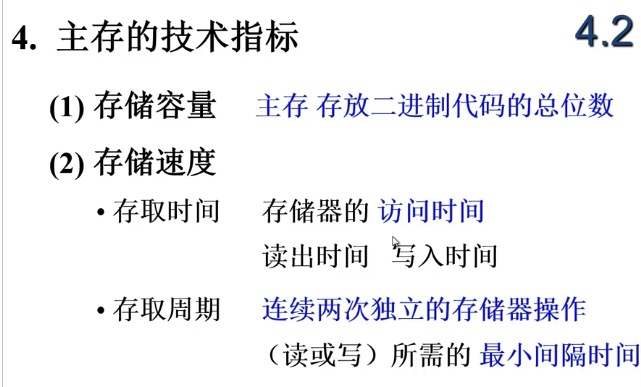 4. 主存的技术指标 4.2
(1) 存储容量 主存 存放二进制代码的总位数
(2) 存储速度
• 存取时间 存储器的 访问时间
读出时间 写入时间
• 存取周期 连续两次独立的存储器操作
（读或写）所需的 最小间隔时间